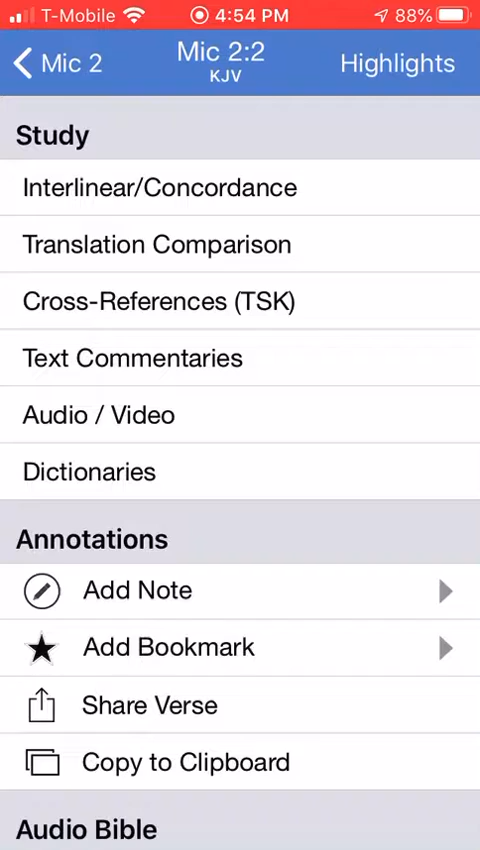 T-Mobile 4:54 PM 88%
Mic 2 Mic 2:2 Highlights
KJV
Study
Interlinear/Concordance
Translation Comparison
Cross-References (TSK)
Text Commentaries
Audio / Video
Dictionaries
Annotations
Add Note
Add Bookmark
Share Verse
Copy to Clipboard
Audio Bible